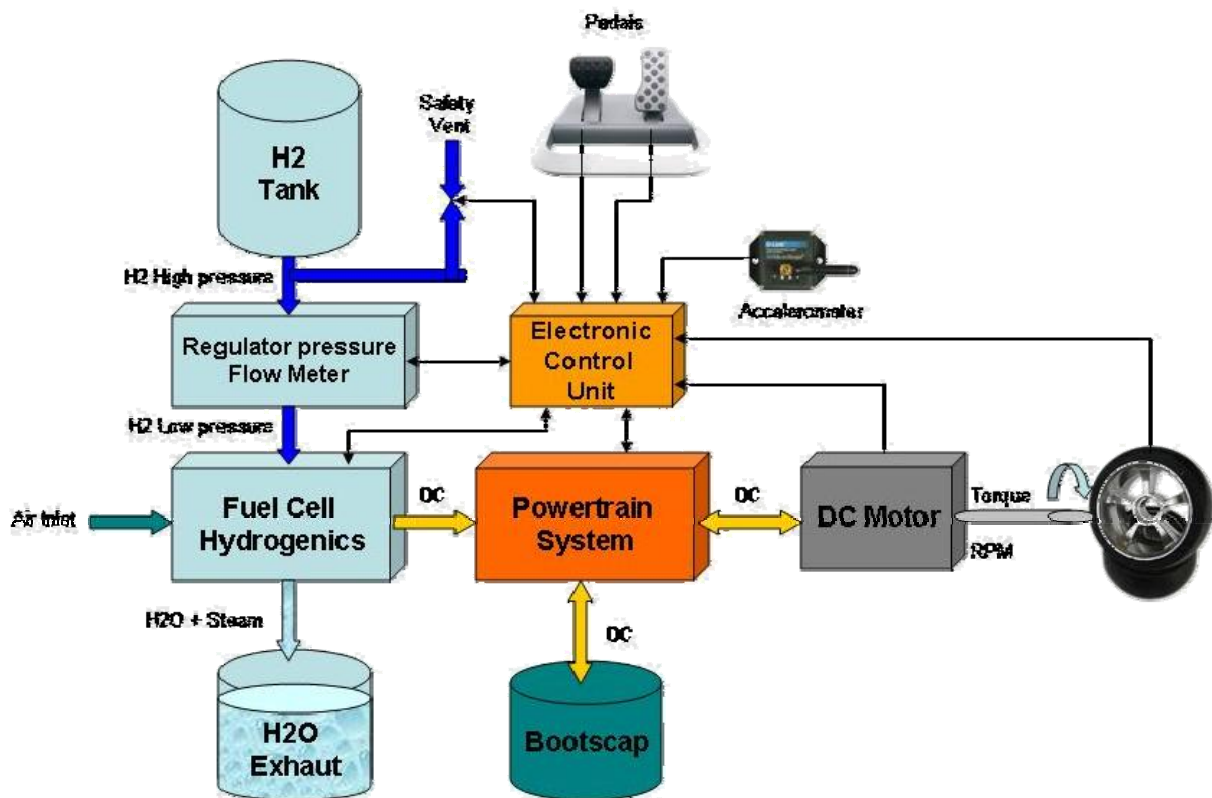 Pedals
Safety
Vent
H2
Tank
H2 High pressure
Accelerometer
Regulator pressure
Flow Meter
Electronic
Control
Unit
H2 Low pressure
Air Inlet
Fuel Cell
Hydrogenics
DC
Powertrain
System
DC
DC Motor
Torque
RPM
H2O + Steam
DC
H2O
Exhaut
Bootscap